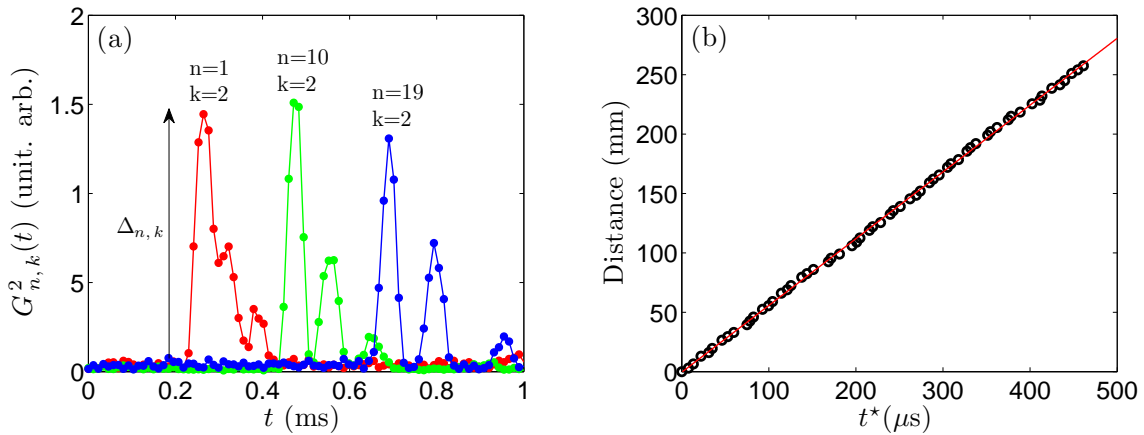 (a)
n=1
k=2
n=10
k=2
n=19
k=2
Δn, k
2
1.5
1
5
0
G²n, k(t) (unit. arb.)
0 0.2 0.4 0.6 0.8 1
t (ms)
(b)
300
250
200
150
100
50
0
Distance (mm)
0 100 200 300 400 500
t⋆(μs)